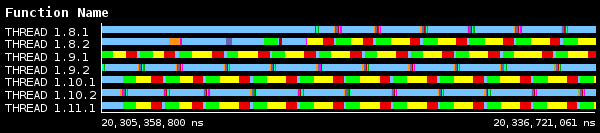 Function Name
THREAD 1.8.1
THREAD 1.8.2
THREAD 1.9.1
THREAD 1.9.2
THREAD 1.10.1
THREAD 1.10.2
THREAD 1.11.1
20,305,358,800 ns 20,336,721,061 ns